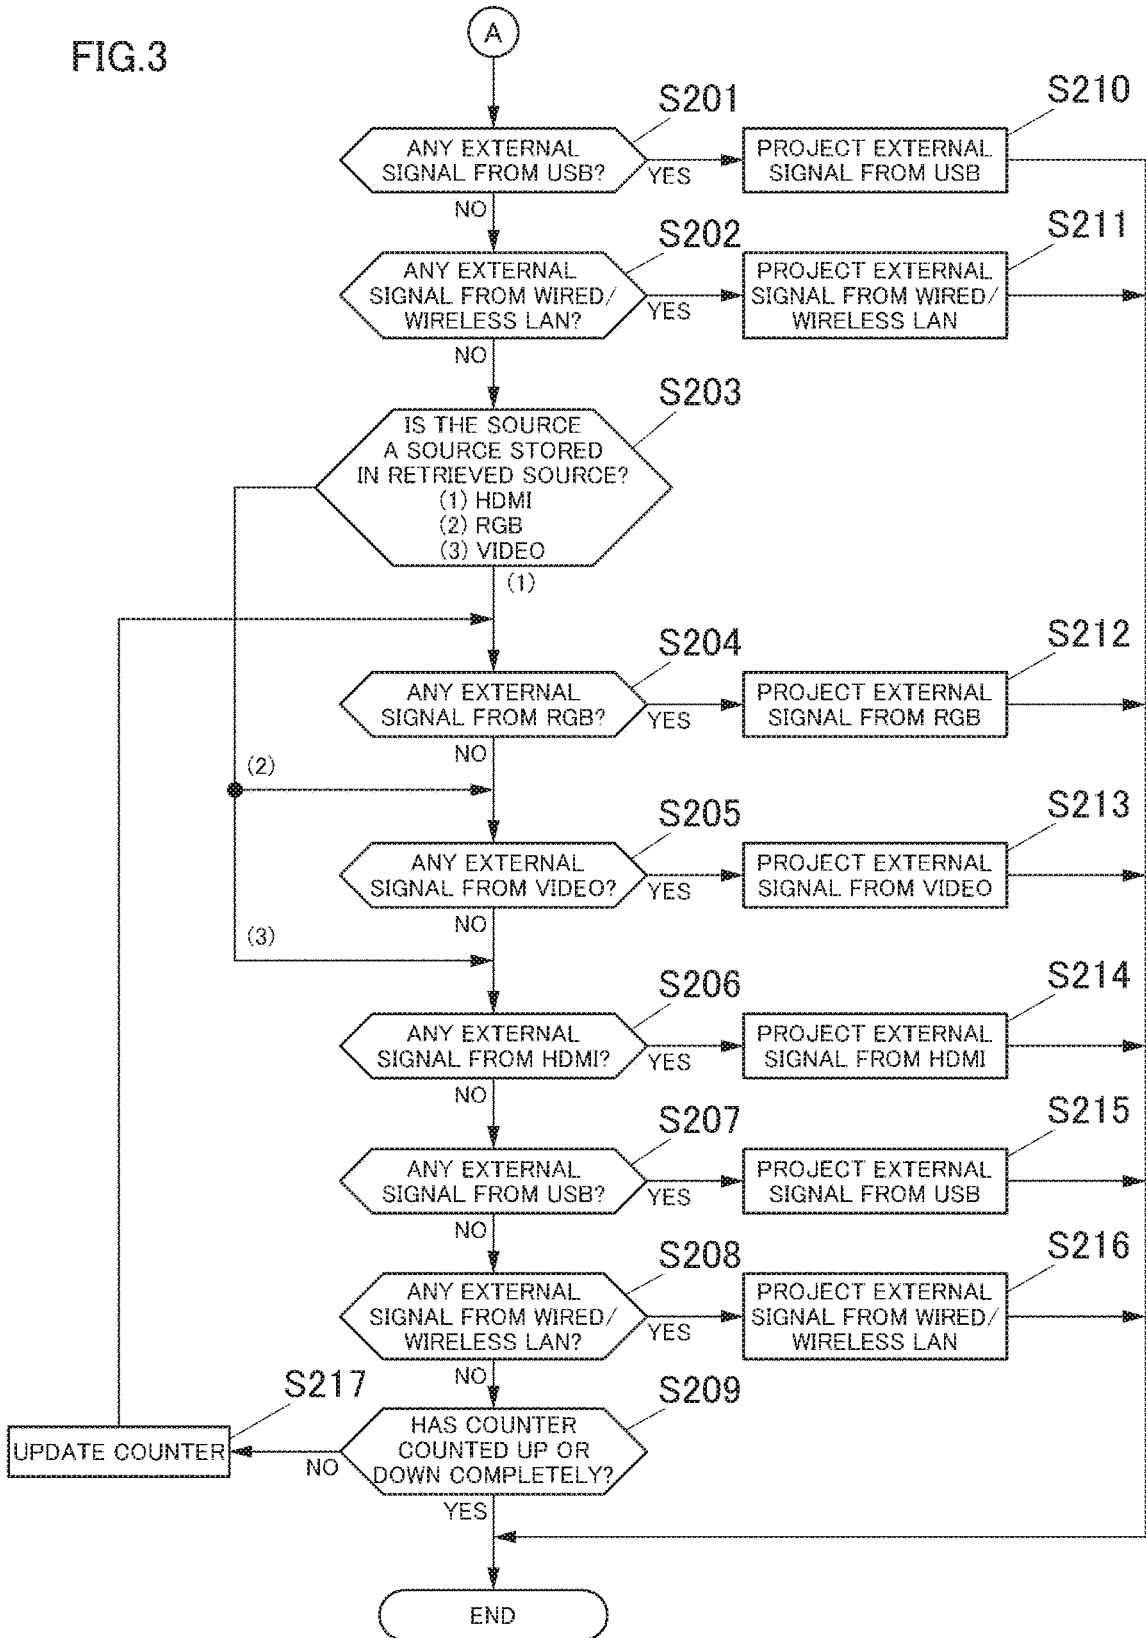 FIG.3
A
S201
ANY EXTERNAL
SIGNAL FROM USB?
YES
NO
S210
PROJECT EXTERNAL
SIGNAL FROM USB
S202
ANY EXTERNAL
SIGNAL FROM WIRED/
WIRELESS LAN?
YES
NO
S211
PROJECT EXTERNAL
SIGNAL FROM WIRED/
WIRELESS LAN
S203
IS THE SOURCE
A SOURCE STORED
IN RETRIEVED SOURCE?
(1) HDMI
(2) RGB
(3) VIDEO
(1)
S204
ANY EXTERNAL
SIGNAL FROM RGB?
YES
NO
S212
PROJECT EXTERNAL
SIGNAL FROM RGB
(2)
S205
ANY EXTERNAL
SIGNAL FROM VIDEO?
YES
NO
S213
PROJECT EXTERNAL
SIGNAL FROM VIDEO
(3)
S206
ANY EXTERNAL
SIGNAL FROM HDMI?
YES
NO
S214
PROJECT EXTERNAL
SIGNAL FROM HDMI
S207
ANY EXTERNAL
SIGNAL FROM USB?
YES
NO
S215
PROJECT EXTERNAL
SIGNAL FROM USB
S208
ANY EXTERNAL
SIGNAL FROM WIRED/
WIRELESS LAN?
YES
NO
S216
PROJECT EXTERNAL
SIGNAL FROM WIRED/
WIRELESS LAN
S217
UPDATE COUNTER
NO
S209
HAS COUNTER
COUNTED UP OR
DOWN COMPLETELY?
YES
END